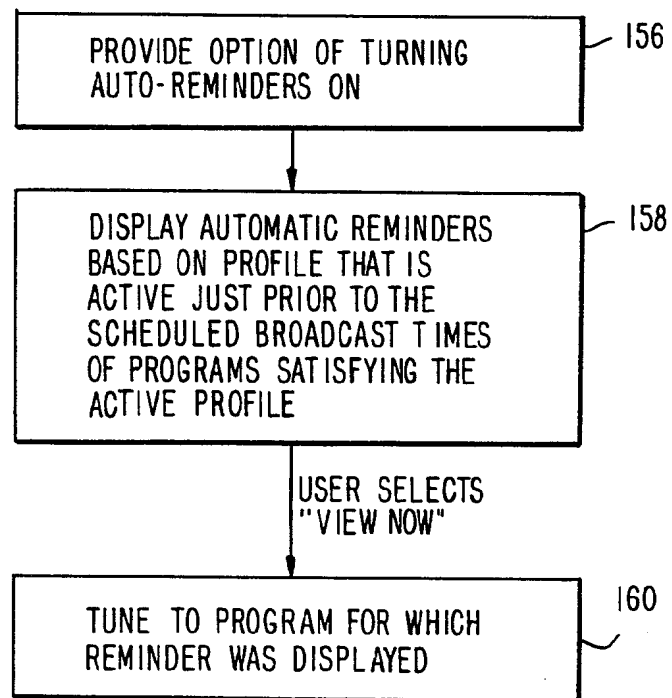 PROVIDE OPTION OF TURNING
AUTO-REMINDERS ON
156
DISPLAY AUTOMATIC REMINDERS
BASED ON PROFILE THAT IS
ACTIVE JUST PRIOR TO THE
SCHEDULED BROADCAST TIMES
OF PROGRAMS SATISFYING THE
ACTIVE PROFILE
158
USER SELECTS
"VIEW NOW"
TUNE TO PROGRAM FOR WHICH
REMINDER WAS DISPLAYED
160